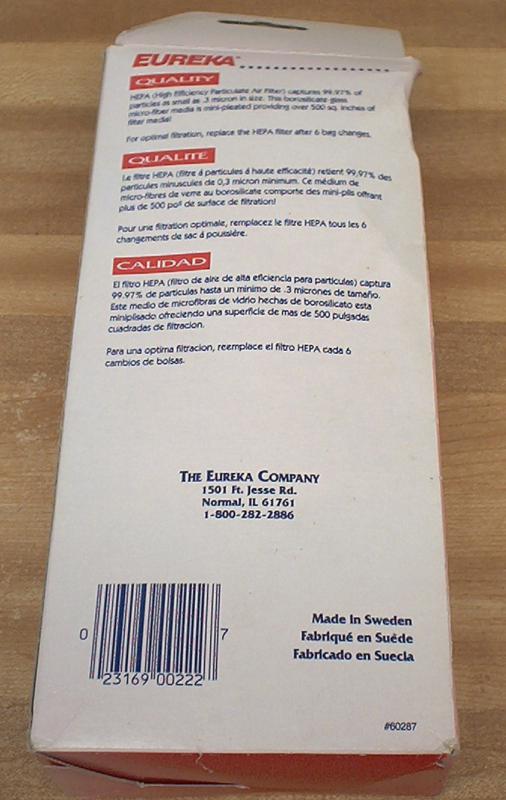 EUREKA
QUALITY
HEPA (High Efficiency Particulate Air Filter) captures 99.97% of
particles as small as .3 micron in size. This borosilicate glass
micro-fiber media is mini-pleated providing over 500 sq. inches of
filter media!
For optimal filtration, replace the HEPA filter after 6 bag changes.
QUALITE
Le filtre HEPA (filtre à particules à haute efficacité) retient 99,97% des
particules minuscules de 0,3 micron minimum. Ce médium de
micro-fibres de verre au borosilicate comporte des mini-plis offrant
plus de 500 po² de surface de filtration!
Pour une filtration optimale, remplacez le filtre HEPA tous les 6
changements de sac à poussière.
CALIDAD
El filtro HEPA (filtro de aire de alta eficiencia para particulas) captura
99.97% de particulas hasta un minimo de .3 micrones de tamaño.
Este medio de microfibras de vidrio hechas de borosilicato esta
miniplisado ofreciendo una superficie de mas de 500 pulgadas
cuadradas de filtracion.
Para una optima filtracion, reemplace el filtro HEPA cada 6
cambios de bolsas.
THE EUREKA COMPANY
1501 Ft. Jesse Rd.
Normal, IL 61761
1-800-282-2886
0 23169 00222 7
Made in Sweden
Fabriqué en Suède
Fabricado en Suecia
#60287